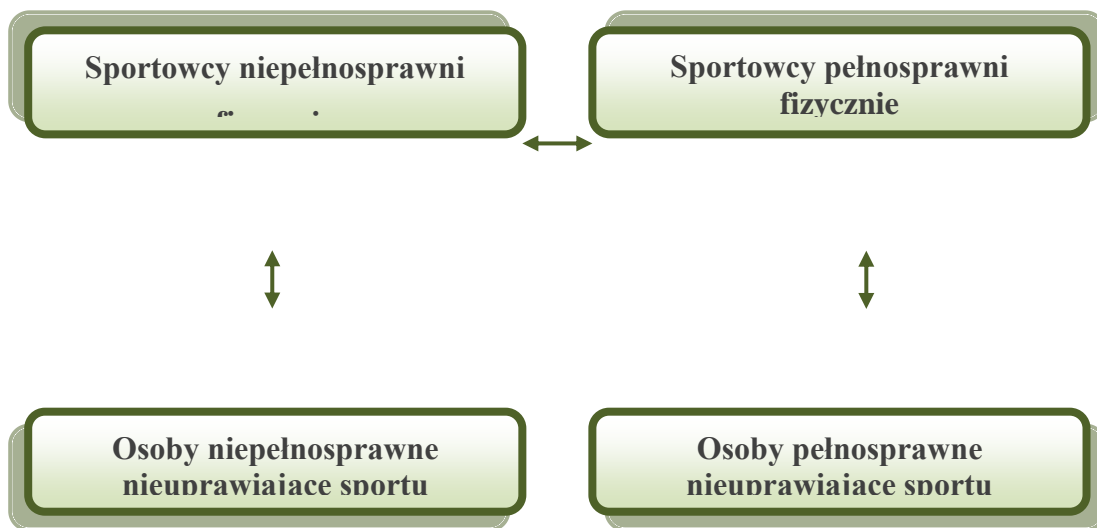 Sportowcy niepełnosprawni
Sportowcy pełnosprawni
fizycznie
Osoby niepełnosprawne
nieuprawiające sportu
Osoby pełnosprawne
nieuprawiające sportu